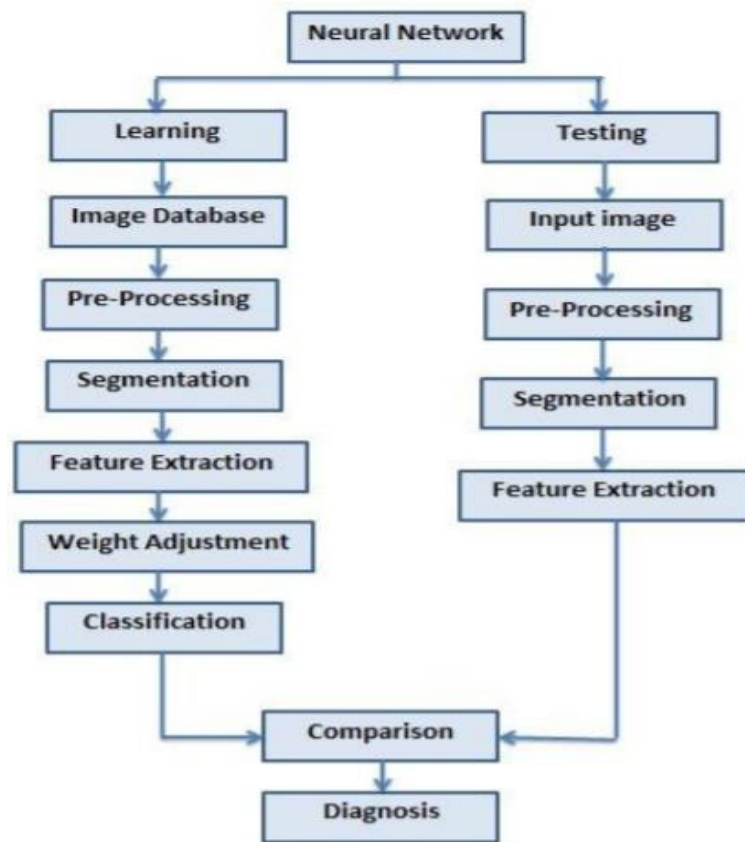 Neural Network
Learning
Testing
Image Database
Input image
Pre-Processing
Pre-Processing
Segmentation
Segmentation
Feature Extraction
Feature Extraction
Weight Adjustment
Classification
Comparison
Diagnosis